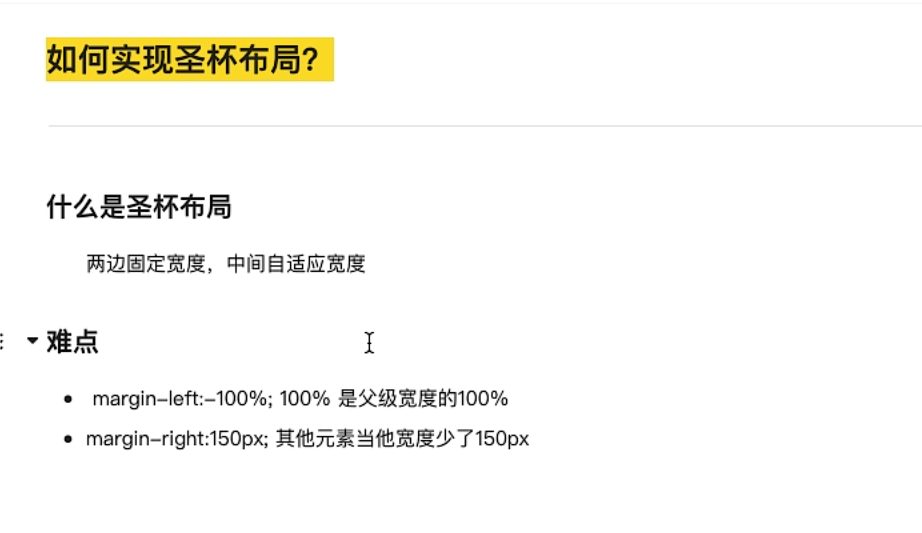 如何实现圣杯布局?
什么是圣杯布局
两边固定宽度，中间自适应宽度
难点
margin-left:-100%; 100% 是父级宽度的100%
margin-right:150px; 其他元素当他宽度少了150px